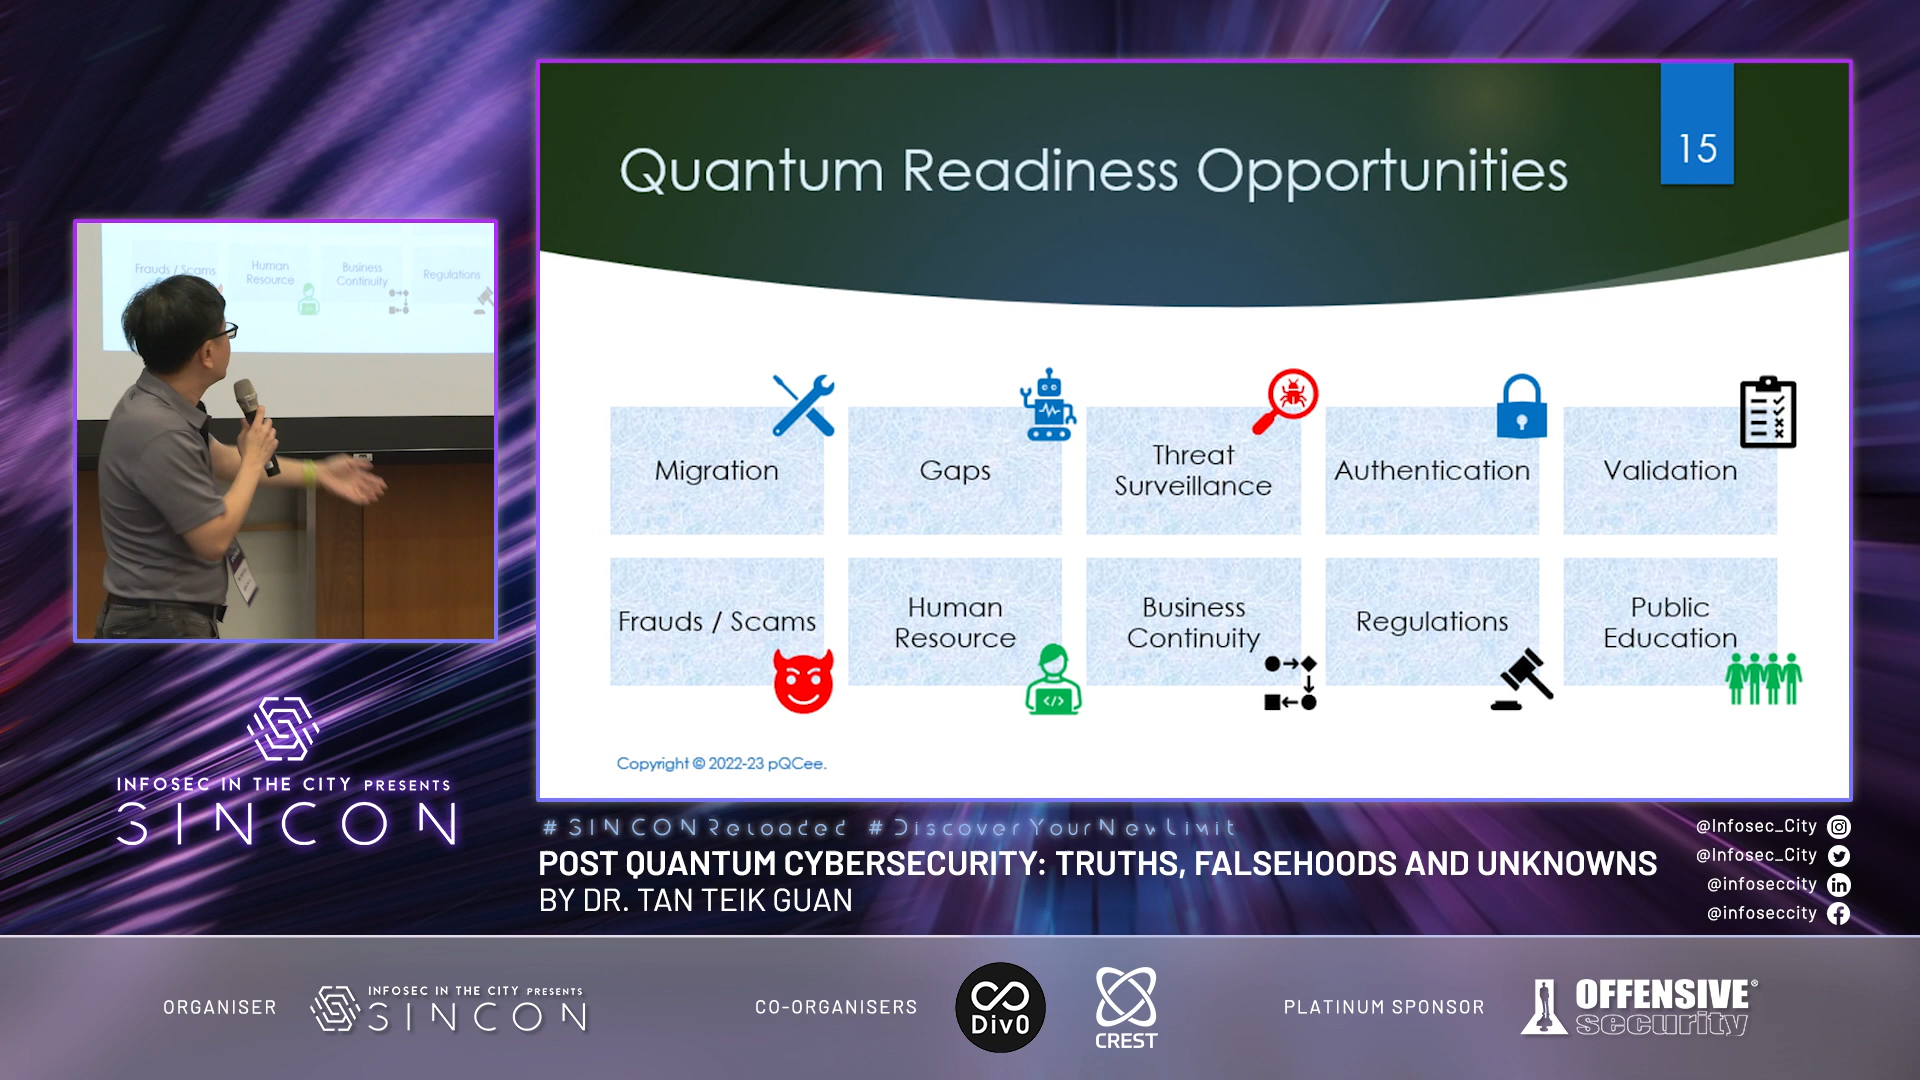 Quantum Readiness Opportunities
15
Migration
Gaps
Threat
Surveillance
Authentication
Validation
Frauds / Scams
Human
Resource
Business
Continuity
Regulations
Public
Education
</>
Copyright © 2022-23 pQCee.
Frauds / Scams
Human
Resource
Business
Continuity
Regulations
INFOSEC IN THE CITY PRESENTS
SINCON
#SINCONReloaded #DiscoverYourNewLimit
POST QUANTUM CYBERSECURITY: TRUTHS, FALSEHOODS AND UNKNOWNS
BY DR. TAN TEIK GUAN
@Infosec_City
@Infosec_City
@infoseccity
@infoseccity
ORGANISER
INFOSEC IN THE CITY PRESENTS
SINCON
CO-ORGANISERS
Div0
CREST
PLATINUM SPONSOR
OFFENSIVE®
security